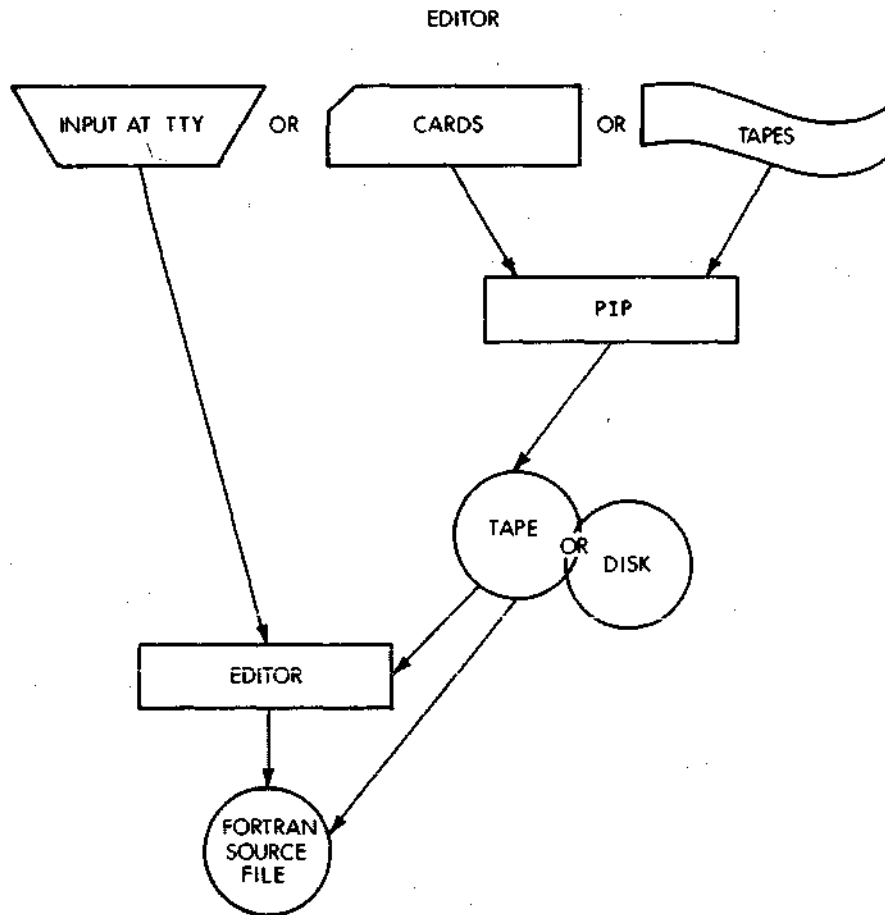 EDITOR
INPUT AT TTY
OR
CARDS
OR
TAPES
PIP
TAPE
OR
DISK
EDITOR
FORTRAN
SOURCE
FILE